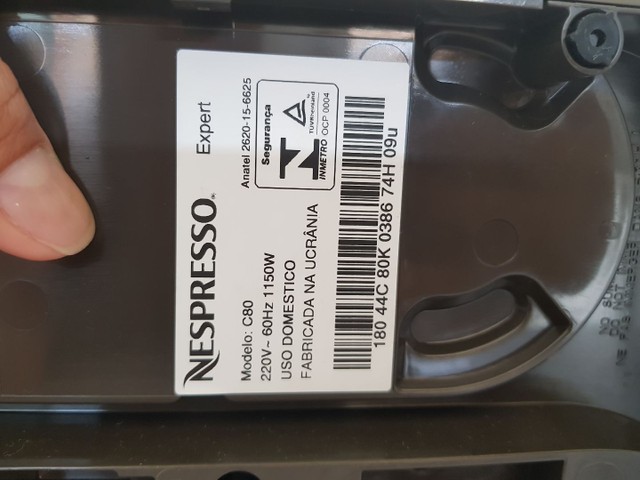 NESPRESSO® Expert
Modelo: C80
220V~ 60Hz 1150W
USO DOMESTICO
FABRICADA NA UCRÂNIA
Anatel 2620-15-6625
Segurança
TÜVRheinland
N
INMETRO OCP 0004
180 44C 80K 0386 74H 09u